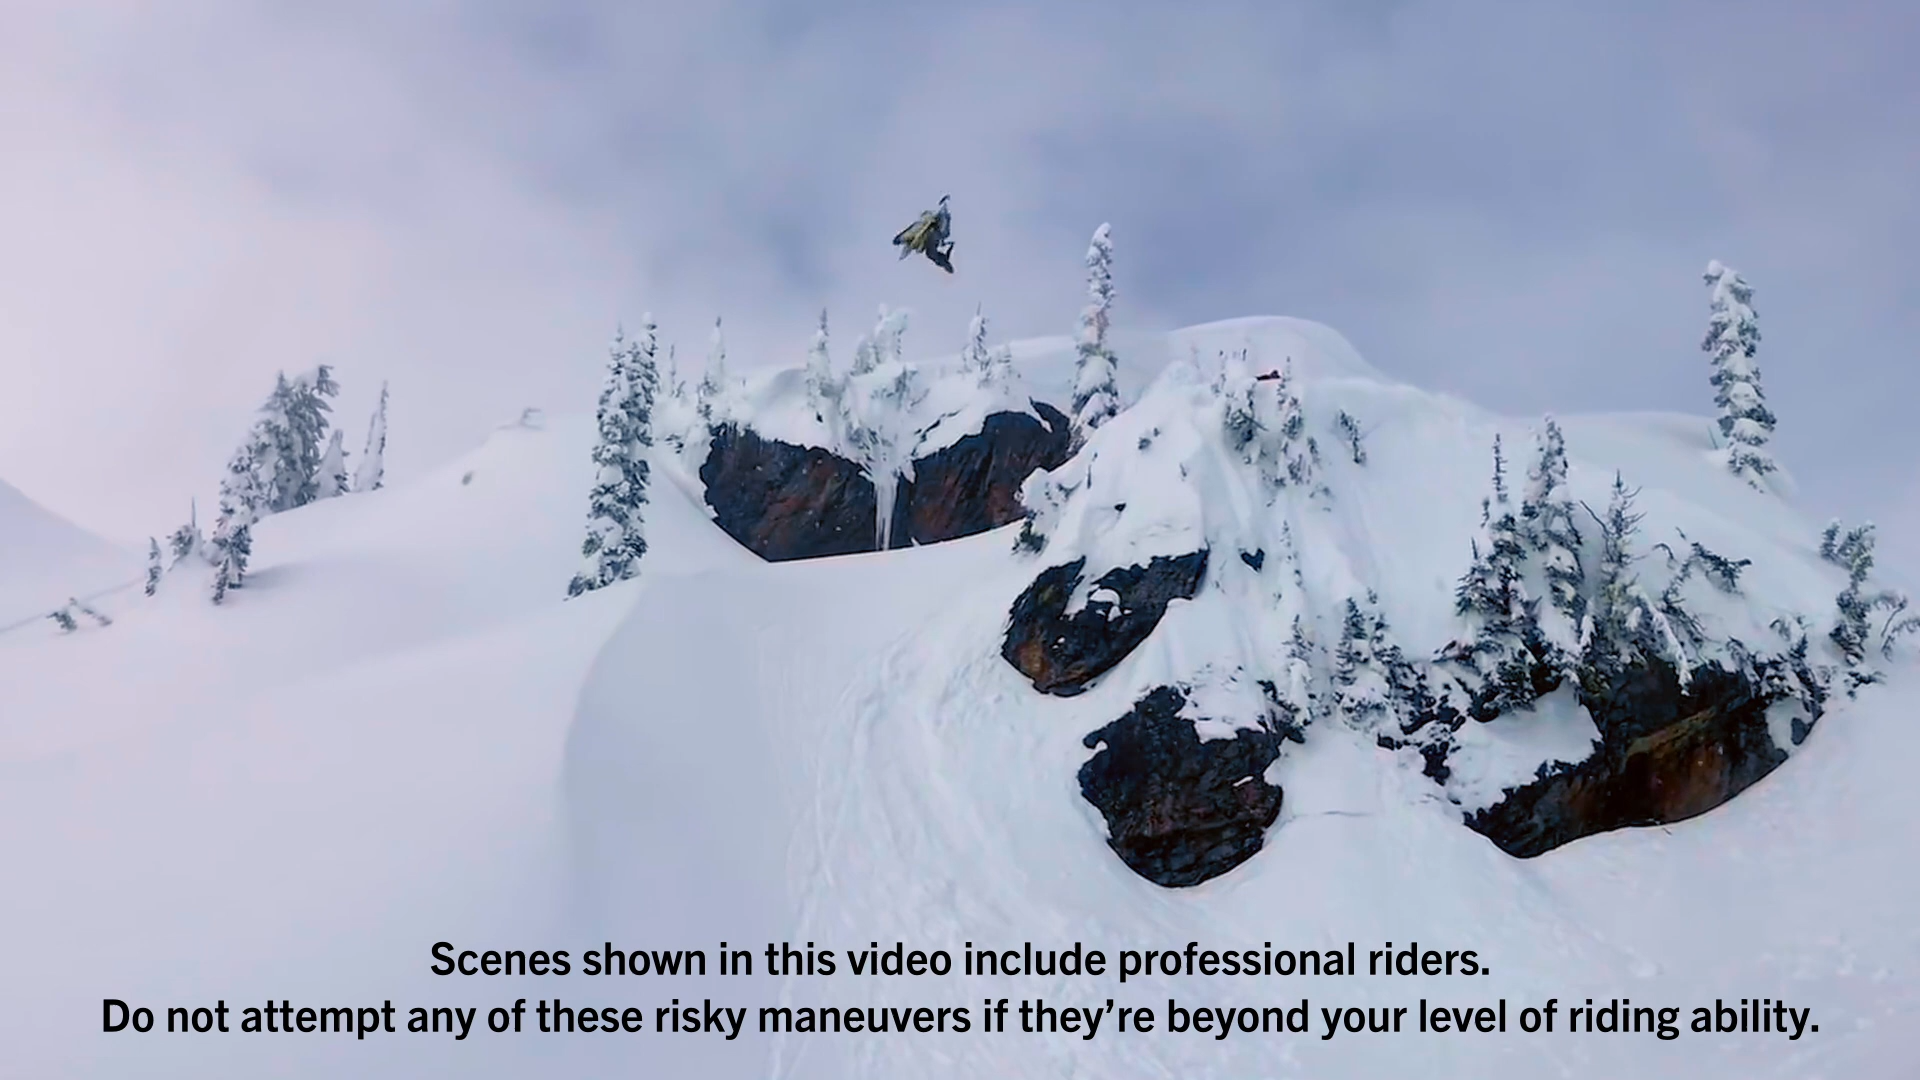 Scenes shown in this video include professional riders.
Do not attempt any of these risky maneuvers if they’re beyond your level of riding ability.